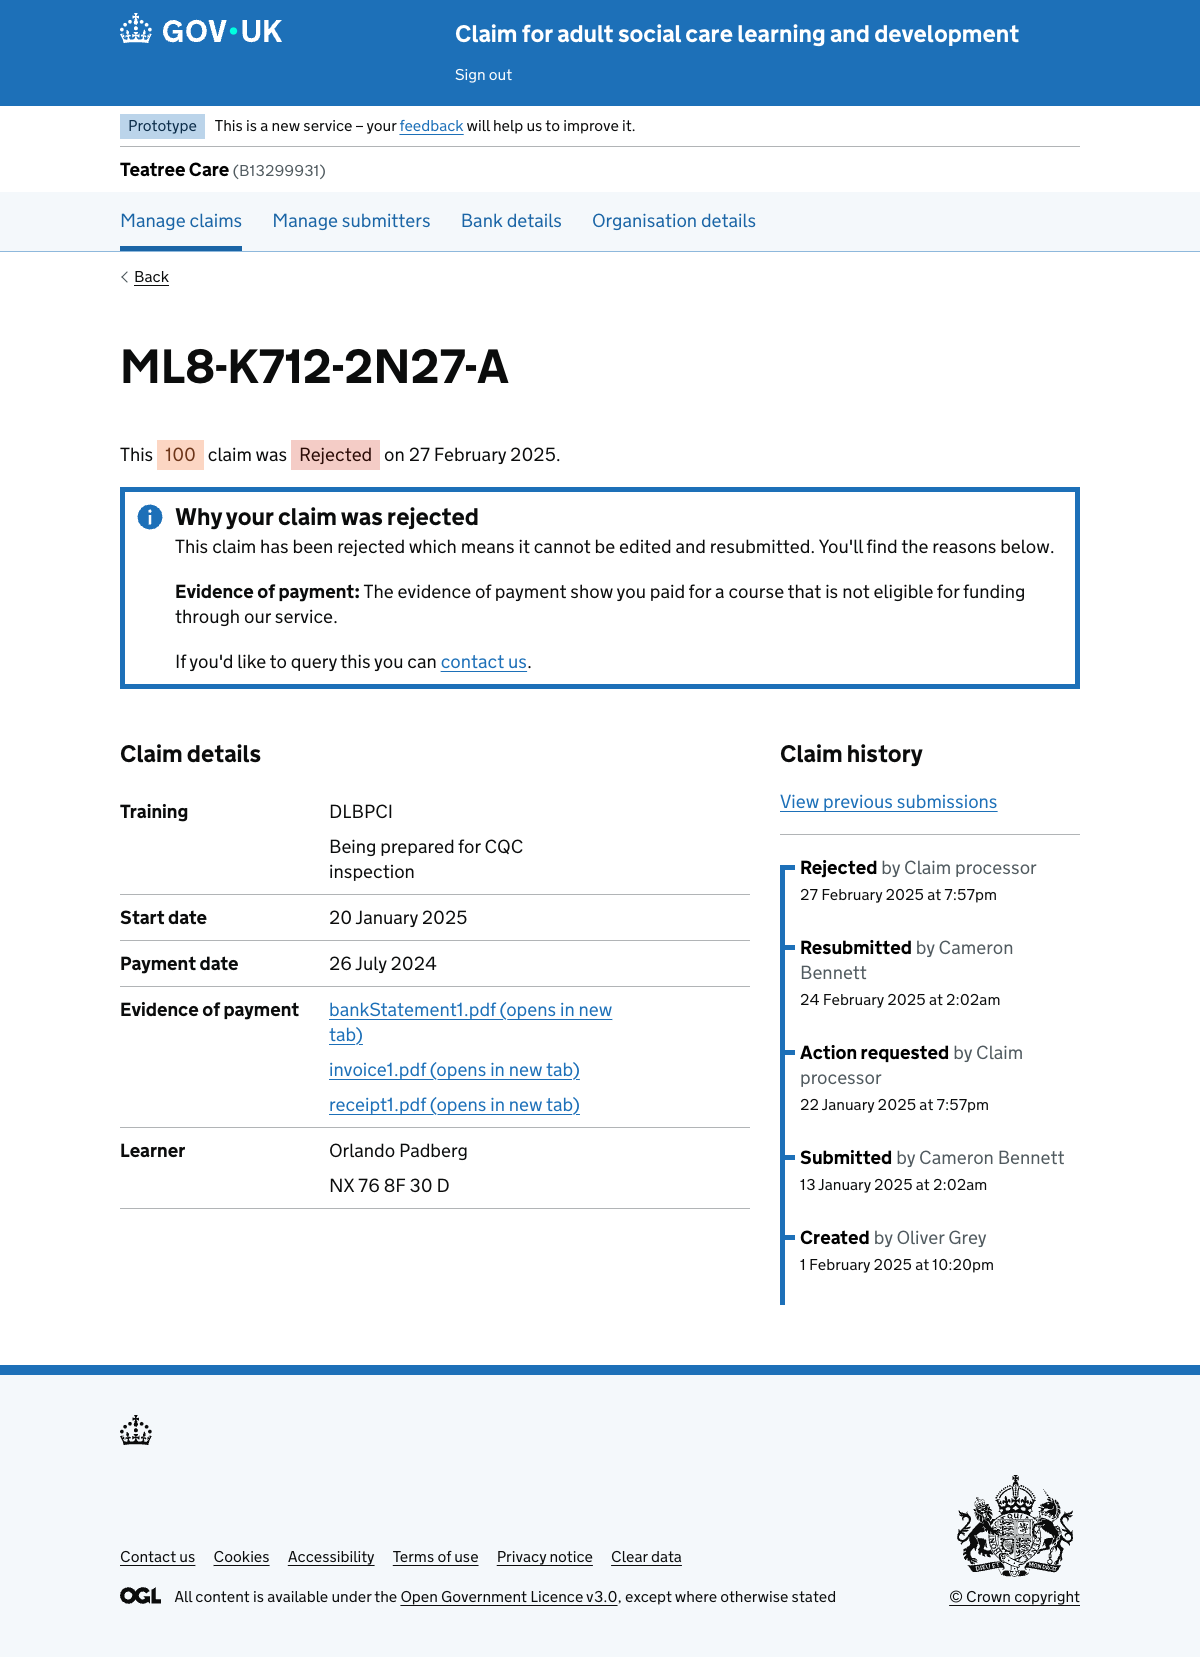 GOV·UK
Claim for adult social care learning and development
Sign out
Prototype This is a new service – your feedback will help us to improve it.
Teatree Care (B13299931)
Manage claims Manage submitters Bank details Organisation details
Back
ML8-K712-2N27-A
This 100 claim was Rejected on 27 February 2025.
Why your claim was rejected
This claim has been rejected which means it cannot be edited and resubmitted. You'll find the reasons below.
Evidence of payment: The evidence of payment show you paid for a course that is not eligible for funding
through our service.
If you'd like to query this you can contact us.
Claim details
Training DLBPCI
Being prepared for CQC
inspection
Start date 20 January 2025
Payment date 26 July 2024
Evidence of payment bankStatement1.pdf (opens in new
tab)
invoice1.pdf (opens in new tab)
receipt1.pdf (opens in new tab)
Learner Orlando Padberg
NX 76 8F 30 D
Claim history
View previous submissions
Rejected by Claim processor
27 February 2025 at 7:57pm
Resubmitted by Cameron
Bennett
24 February 2025 at 2:02am
Action requested by Claim
processor
22 January 2025 at 7:57pm
Submitted by Cameron Bennett
13 January 2025 at 2:02am
Created by Oliver Grey
1 February 2025 at 10:20pm
Contact us Cookies Accessibility Terms of use Privacy notice Clear data
OGL All content is available under the Open Government Licence v3.0, except where otherwise stated
© Crown copyright